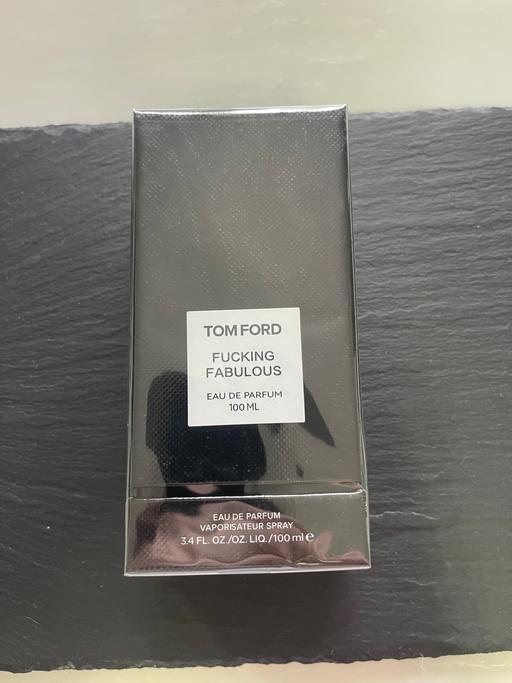 TOM FORD
FUCKING
FABULOUS
EAU DE PARFUM
100 ML
EAU DE PARFUM
VAPORISATEUR SPRAY
3.4 FL. OZ./OZ. LIQ./100 ml ℮